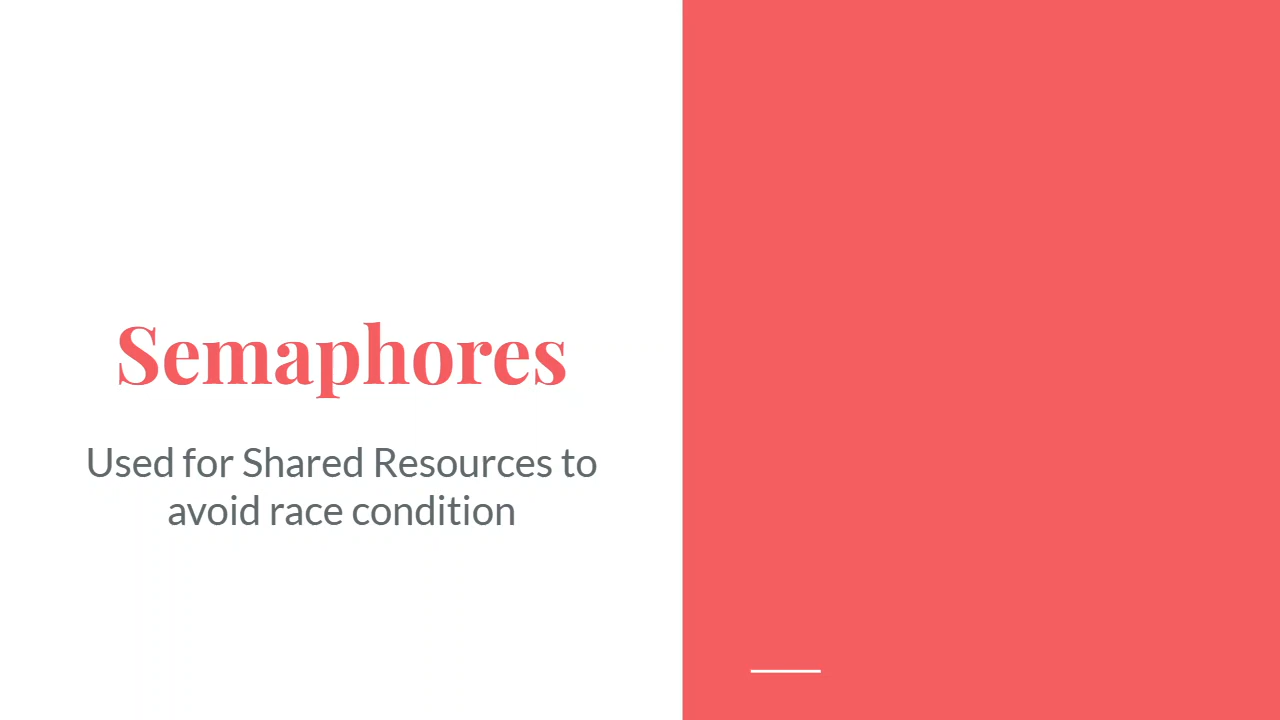 Semaphores
Used for Shared Resources to
avoid race condition